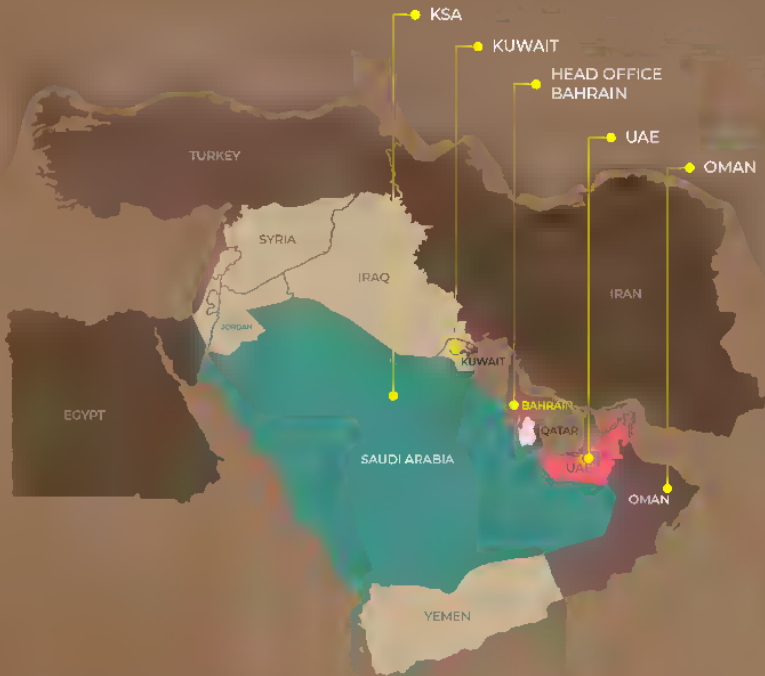 KSA
KUWAIT
HEAD OFFICE
BAHRAIN
UAE
OMAN
TURKEY
SYRIA
IRAQ
IRAN
JORDAN
KUWAIT
BAHRAIN
EGYPT
QATAR
SAUDI ARABIA
UAE
OMAN
YEMEN